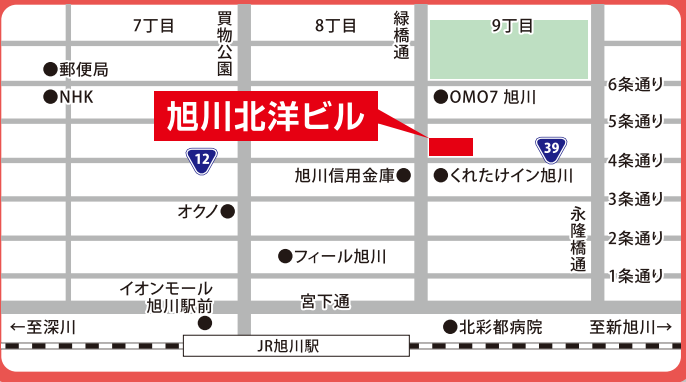 7丁目
買物公園
8丁目
緑橋通
9丁目
●郵便局
6条通り
●NHK
●OMO7 旭川
旭川北洋ビル
5条通り
12
39
4条通り
旭川信用金庫●
●くれたけイン旭川
3条通り
オクノ●
永隆橋通
2条通り
●フィール旭川
1条通り
イオンモール
旭川駅前
宮下通
←至深川
●北彩都病院
至新旭川→
JR旭川駅